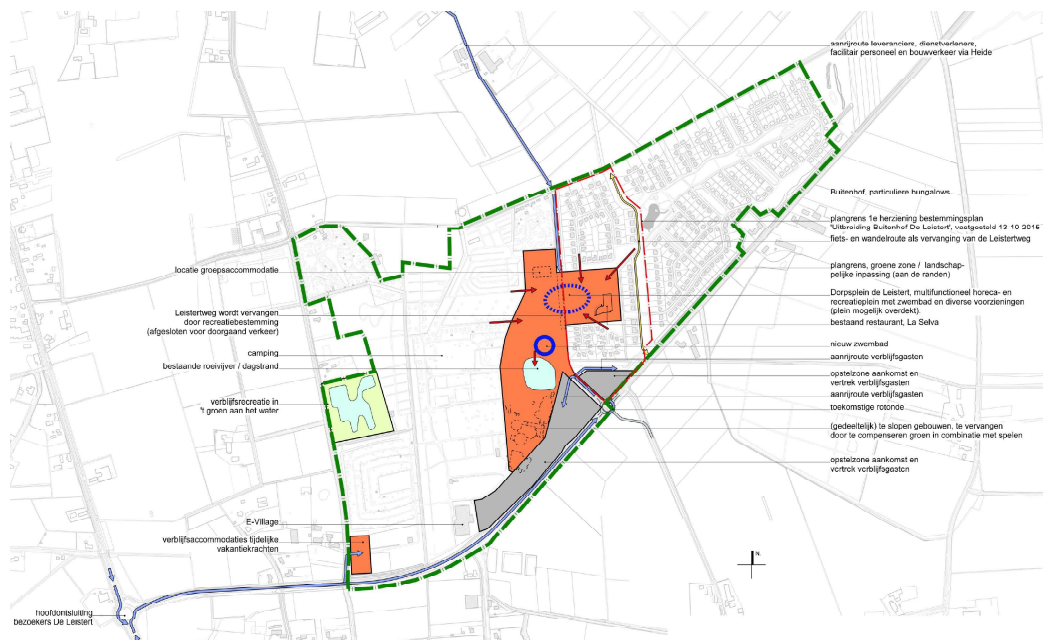 aanrijroute leveranciers, dienstverleners,
facilitair personeel en bouwverkeer via Heide
Buitenhof, particuliere bungalows
plangrens 1e herziening bestemmingsplan
'Uitbreiding Buitenhof De Leistert', vastgesteld 13-10-2015
fiets- en wandelroute als vervanging van de Leistertweg
plangrens, groene zone / landschap-
pelijke inpassing (aan de randen)
Dorpsplein de Leistert, multifunctioneel horeca- en
recreatieplein met zwembad en diverse voorzieningen
(plein mogelijk overdekt).
bestaand restaurant, La Selva
nieuw zwembad
aanrijroute verblijfsgasten
opstelzone aankomst en
vertrek verblijfsgasten
aanrijroute verblijfsgasten
toekomstige rotonde
(gedeeltelijk) te slopen gebouwen, te vervangen
door te compenseren groen in combinatie met spelen
opstelzone aankomst en
vertrek verblijfsgasten
locatie groepsaccommodatie
Leistertweg wordt vervangen
door recreatiebestemming
(afgesloten voor doorgaand verkeer)
camping
bestaande roeivijver / dagstrand
verblijfsrecreatie in
't groen aan het water
E-Village
verblijfsaccommodaties tijdelijke
vakantiekrachten
hoofdontsluiting
bezoekers De Leistert
N.